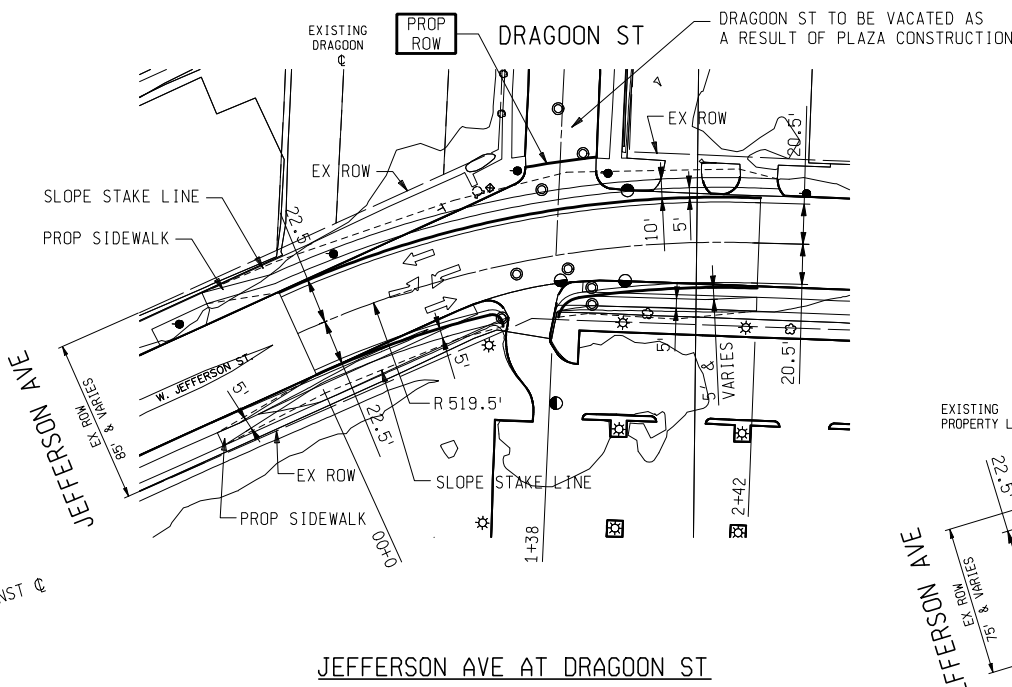 EXISTING
DRAGOON
℄
PROP
ROW
DRAGOON ST
DRAGOON ST TO BE VACATED AS
A RESULT OF PLAZA CONSTRUCTION
EX ROW
EX ROW
20.5'
SLOPE STAKE LINE
22.5'
PROP SIDEWALK
10'
5'
JEFFERSON AVE
EX ROW
85' & VARIES
W. JEFFERSON ST.
5'
5'
22.5'
R 519.5'
5'
5' &
VARIES
20.5'
EX ROW
SLOPE STAKE LINE
PROP SIDEWALK
0+00
1+38
2+42
EXISTING
PROPERTY L
22.5'
JEFFERSON AVE
EX ROW
75' & VARIES
NST ℄
JEFFERSON AVE AT DRAGOON ST